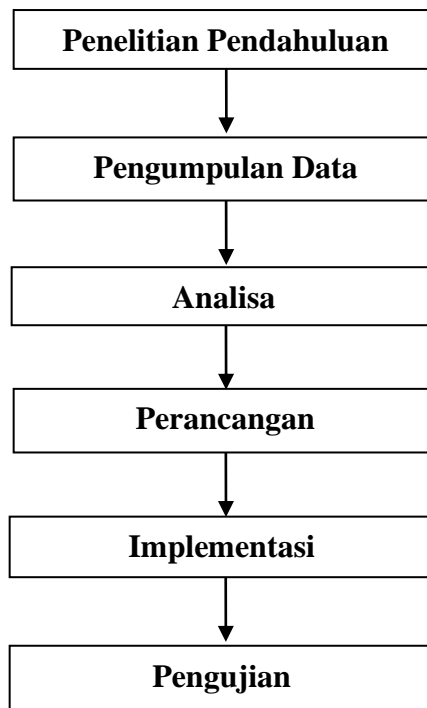 Penelitian Pendahuluan
Pengumpulan Data
Analisa
Perancangan
Implementasi
Pengujian